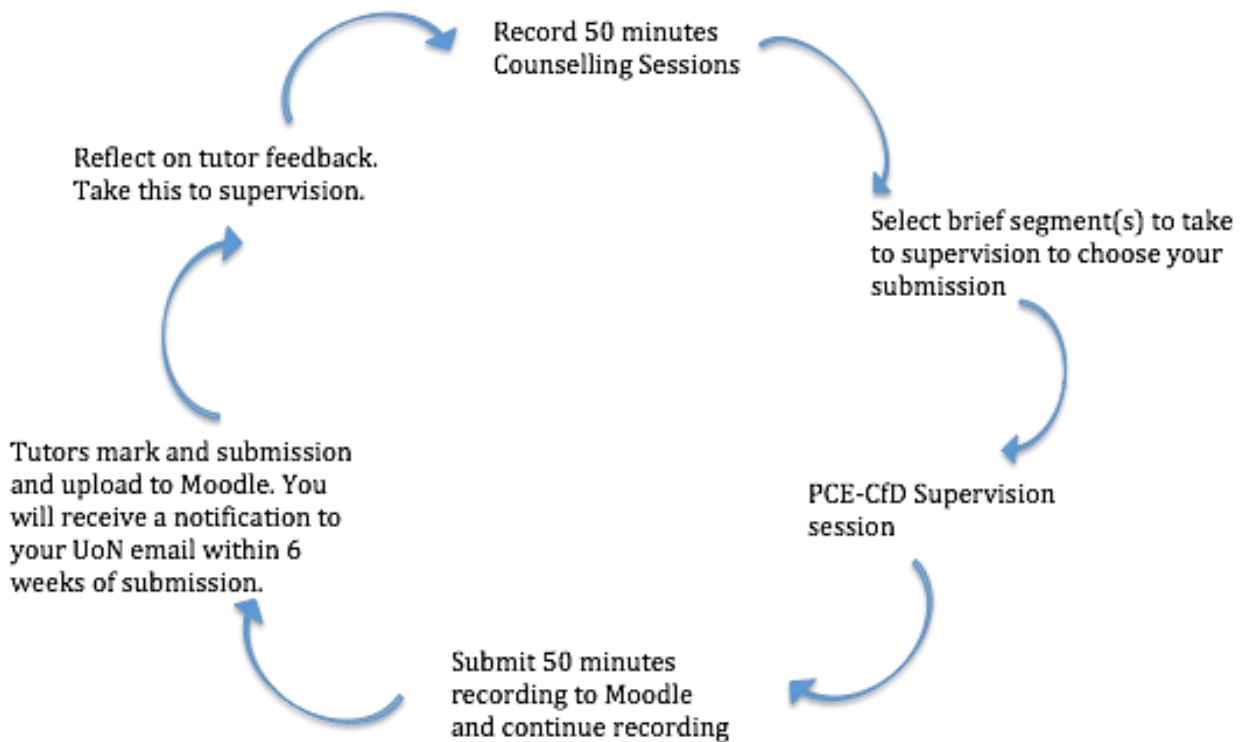 Record 50 minutes
Counselling Sessions
Select brief segment(s) to take
to supervision to choose your
submission
PCE-CfD Supervision
session
Submit 50 minutes
recording to Moodle
and continue recording
Tutors mark and submission
and upload to Moodle. You
will receive a notification to
your UoN email within 6
weeks of submission.
Reflect on tutor feedback.
Take this to supervision.